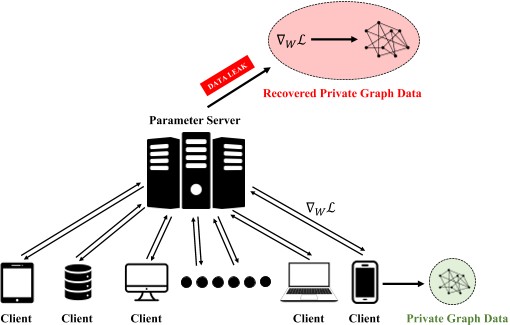 ∇_W ℒ
DATA LEAK
Recovered Private Graph Data
Parameter Server
∇_W ℒ
Client
Client
Client
Client
Client
Private Graph Data